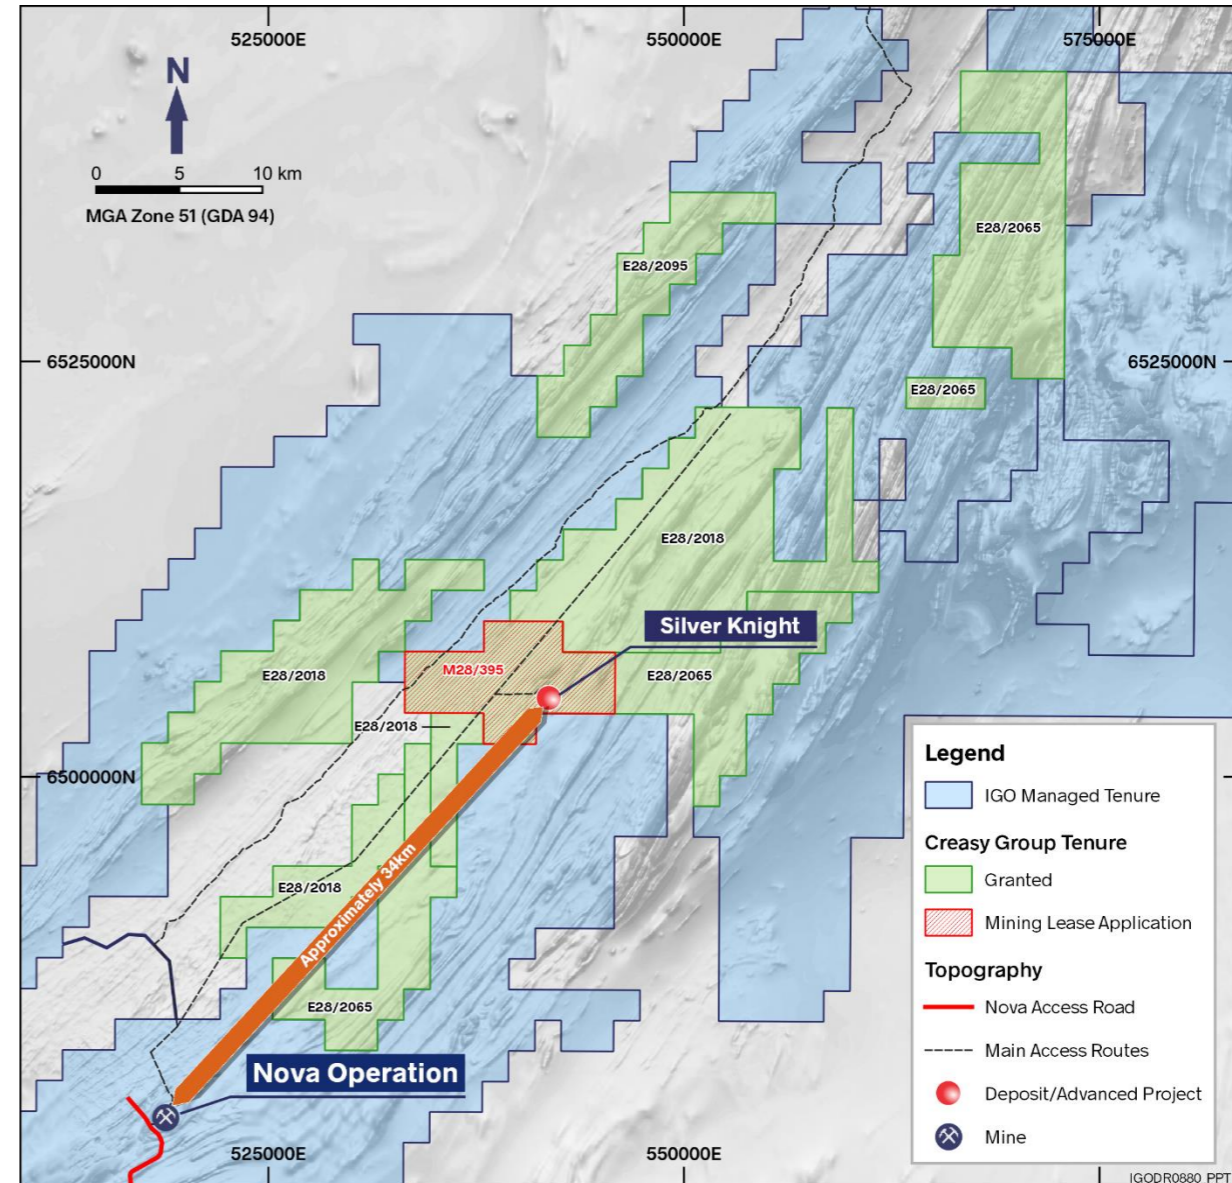 525000E
550000E
575000E
N
0 5 10 km
MGA Zone 51 (GDA 94)
E28/2065
E28/2095
6525000N
6525000N
E28/2065
E28/2018
Silver Knight
M28/395
E28/2018
E28/2065
E28/2018
6500000N
Approximately 34km
E28/2018
E28/2065
Nova Operation
525000E
550000E
Legend
IGO Managed Tenure
Creasy Group Tenure
Granted
Mining Lease Application
Topography
Nova Access Road
Main Access Routes
Deposit/Advanced Project
Mine
IGODR0880_PPT